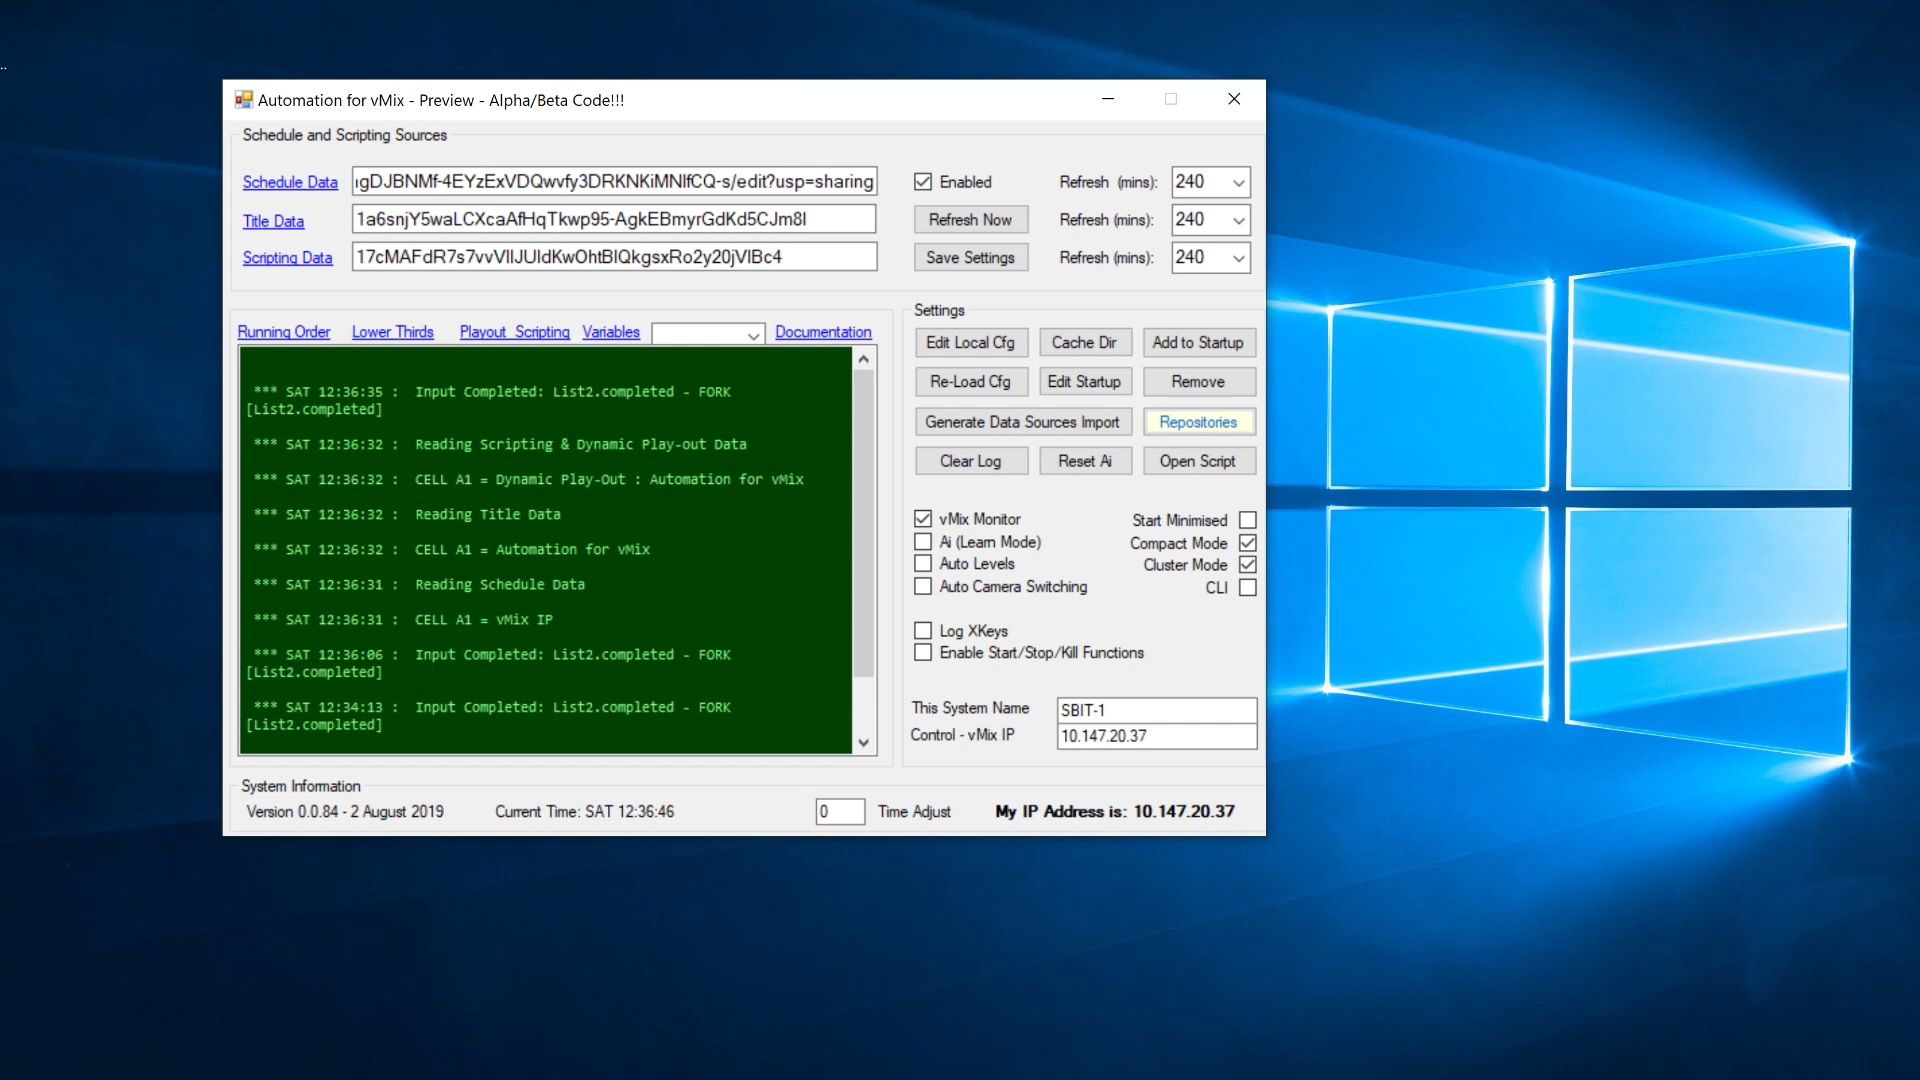 Automation for vMix - Preview - Alpha/Beta Code!!!
Schedule and Scripting Sources
Schedule Data
gDJBNMf-4EYzExVDQwvfy3DRKNKiMNlfCQ-s/edit?usp=sharing
Enabled
Refresh (mins):
240
Title Data
1a6snjY5waLCXcaAfHqTkwp95-AgkEBmyrGdKd5CJm8I
Refresh Now
Refresh (mins):
240
Scripting Data
17cMAFdR7s7vvVlIJUIdKwOhtBlQkgsxRo2y20jVlBc4
Save Settings
Refresh (mins):
240
Running Order
Lower Thirds
Playout Scripting
Variables
Documentation
*** SAT 12:36:35 : Input Completed: List2.completed - FORK
[List2.completed]
*** SAT 12:36:32 : Reading Scripting & Dynamic Play-out Data
*** SAT 12:36:32 : CELL A1 = Dynamic Play-Out : Automation for vMix
*** SAT 12:36:32 : Reading Title Data
*** SAT 12:36:32 : CELL A1 = Automation for vMix
*** SAT 12:36:31 : Reading Schedule Data
*** SAT 12:36:31 : CELL A1 = vMix IP
*** SAT 12:36:06 : Input Completed: List2.completed - FORK
[List2.completed]
*** SAT 12:34:13 : Input Completed: List2.completed - FORK
[List2.completed]
Settings
Edit Local Cfg
Cache Dir
Add to Startup
Re-Load Cfg
Edit Startup
Remove
Generate Data Sources Import
Repositories
Clear Log
Reset Ai
Open Script
vMix Monitor
Start Minimised
Ai (Learn Mode)
Compact Mode
Auto Levels
Cluster Mode
Auto Camera Switching
CLI
Log XKeys
Enable Start/Stop/Kill Functions
This System Name
SBIT-1
Control - vMix IP
10.147.20.37
System Information
Version 0.0.84 - 2 August 2019
Current Time: SAT 12:36:46
0
Time Adjust
My IP Address is: 10.147.20.37